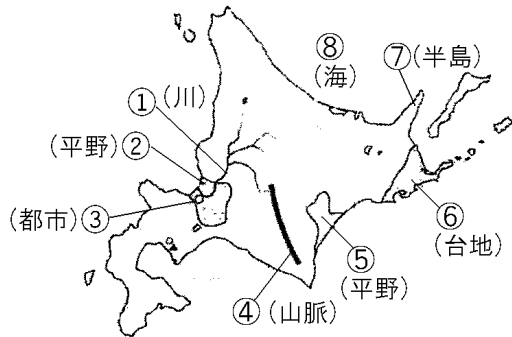 ⑧
(海)
⑦(半島)
①(川)
(平野)②
(都市)③
⑥
(台地)
⑤
(平野)
④(山脈)